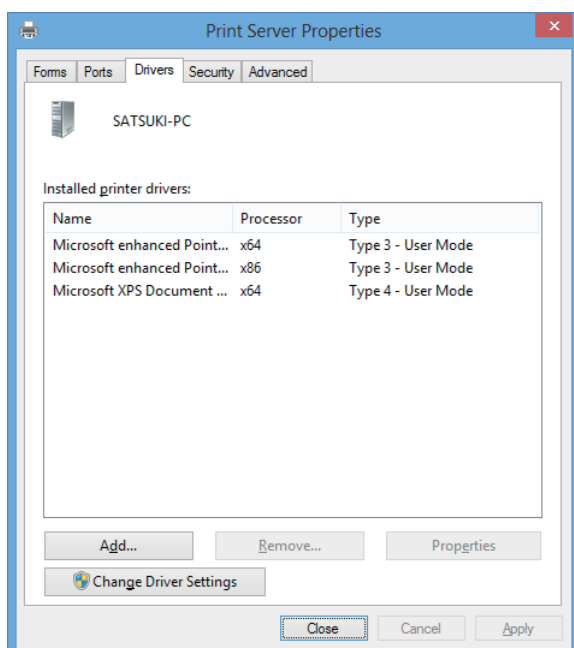 Print Server Properties
Forms Ports Drivers Security Advanced
SATSUKI-PC
Installed printer drivers:
Name Processor Type
Microsoft enhanced Point... x64 Type 3 - User Mode
Microsoft enhanced Point... x86 Type 3 - User Mode
Microsoft XPS Document ... x64 Type 4 - User Mode
Add... Remove... Properties
Change Driver Settings
Close Cancel Apply